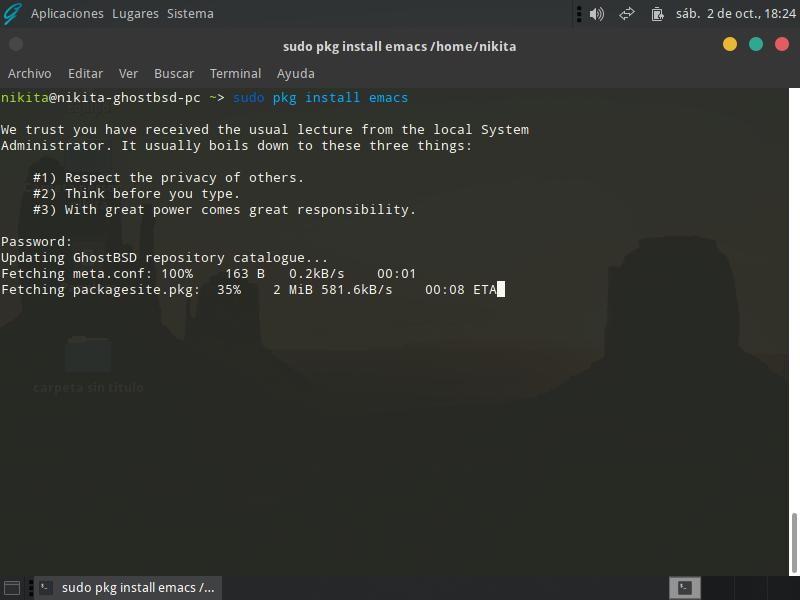 Aplicaciones Lugares Sistema
sáb. 2 de oct., 18:24
sudo pkg install emacs /home/nikita
Archivo Editar Ver Buscar Terminal Ayuda
nikita@nikita-ghostbsd-pc ~> sudo pkg install emacs
We trust you have received the usual lecture from the local System
Administrator. It usually boils down to these three things:
#1) Respect the privacy of others.
#2) Think before you type.
#3) With great power comes great responsibility.
Password:
Updating GhostBSD repository catalogue...
Fetching meta.conf: 100% 163 B 0.2kB/s 00:01
Fetching packagesite.pkg: 35% 2 MiB 581.6kB/s 00:08 ETA
carpeta sin título
sudo pkg install emacs /...